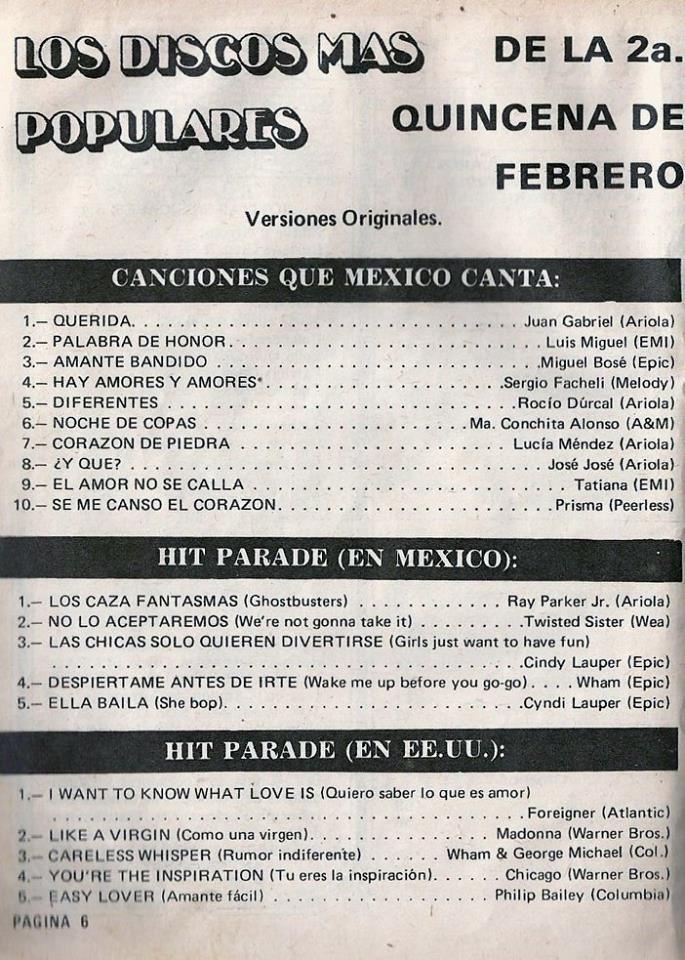 LOS DISCOS MAS POPULARES
DE LA 2a. QUINCENA DE FEBRERO
Versiones Originales.
CANCIONES QUE MEXICO CANTA:
1.— QUERIDA. . . . . . . . . . . . . . . . . . . . . . . . . . . . . . . . . . Juan Gabriel (Ariola)
2.— PALABRA DE HONOR. . . . . . . . . . . . . . . . . . . . . . . . . . Luis Miguel (EMI)
3.— AMANTE BANDIDO . . . . . . . . . . . . . . . . . . . . . . . . . . .Miguel Bosé (Epic)
4.— HAY AMORES Y AMORES*. . . . . . . . . . . . . . . . . . . .Sergio Facheli (Melody)
5.— DIFERENTES . . . . . . . . . . . . . . . . . . . . . . . . . . . . .Rocío Dúrcal (Ariola)
6.— NOCHE DE COPAS . . . . . . . . . . . . . . . . . . . . . . Ma. Conchita Alonso (A&M)
7.— CORAZON DE PIEDRA . . . . . . . . . . . . . . . . . . . . . . . Lucía Méndez (Ariola)
8.— ¿Y QUE? . . . . . . . . . . . . . . . . . . . . . . . . . . . . . . . . . . José José (Ariola)
9.— EL AMOR NO SE CALLA . . . . . . . . . . . . . . . . . . . . . . . . . . Tatiana (EMI)
10.— SE ME CANSO EL CORAZON. . . . . . . . . . . . . . . . . . . . . . .Prisma (Peerless)
HIT PARADE (EN MEXICO):
1.— LOS CAZA FANTASMAS (Ghostbusters) . . . . . . . . . . . . Ray Parker Jr. (Ariola)
2.— NO LO ACEPTAREMOS (We're not gonna take it) . . . . . . . . .Twisted Sister (Wea)
3.— LAS CHICAS SOLO QUIEREN DIVERTIRSE (Girls just want to have fun)
. . . . . . . . . . . . . . . . . . . . . . . . . . . . . . . . . . . . . . . .Cindy Lauper (Epic)
4.— DESPIERTAME ANTES DE IRTE (Wake me up before you go-go). . . . Wham (Epic)
5.— ELLA BAILA (She bop). . . . . . . . . . . . . . . . . . . . . . . . . .Cyndi Lauper (Epic)
HIT PARADE (EN EE.UU.):
1.— I WANT TO KNOW WHAT LOVE IS (Quiero saber lo que es amor)
. . . . . . . . . . . . . . . . . . . . . . . . . . . . . . . . . . . . . . . . Foreigner (Atlantic)
2.— LIKE A VIRGIN (Como una virgen). . . . . . . . . . . . . . . Madonna (Warner Bros.)
3.— CARELESS WHISPER (Rumor indiferente) . . . . . . Wham & George Michael (Col.)
4.— YOU'RE THE INSPIRATION (Tu eres la inspiración). . . . . . Chicago (Warner Bros.)
5.— EASY LOVER (Amante fácil) . . . . . . . . . . . . . . . . . . . Philip Bailey (Columbia)
PAGINA 6